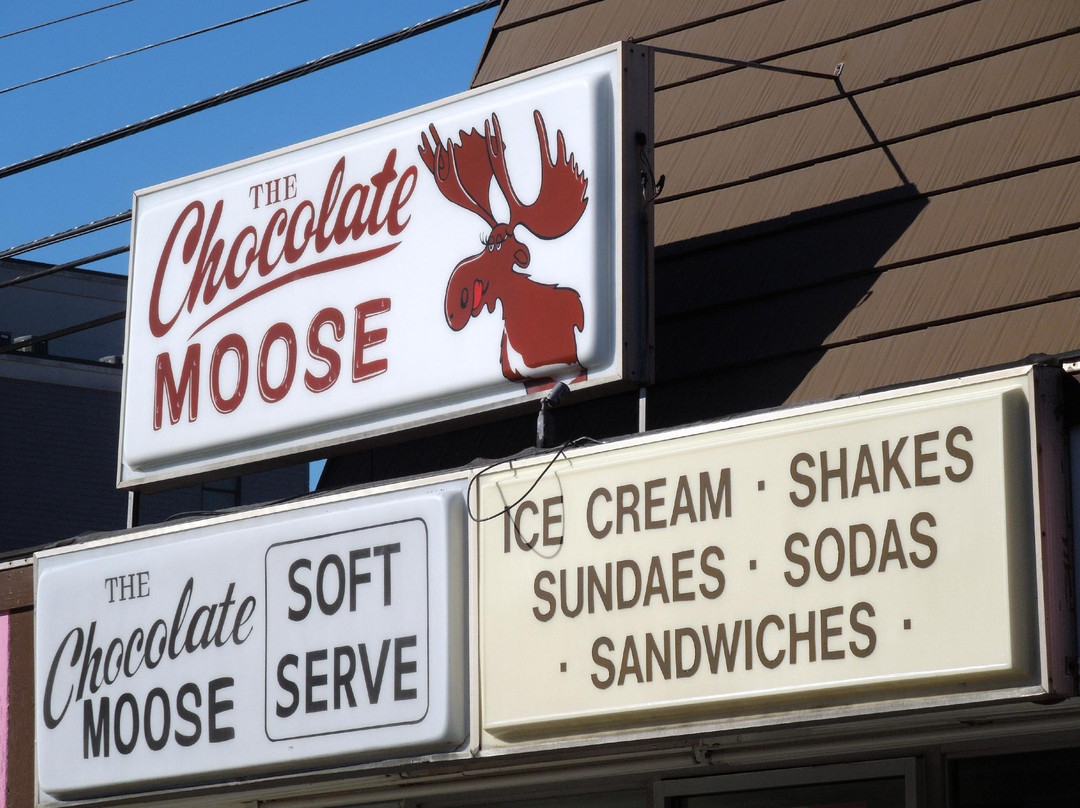 THE
Chocolate
MOOSE
THE
Chocolate
MOOSE
SOFT
SERVE
ICE CREAM · SHAKES
SUNDAES · SODAS
· SANDWICHES ·